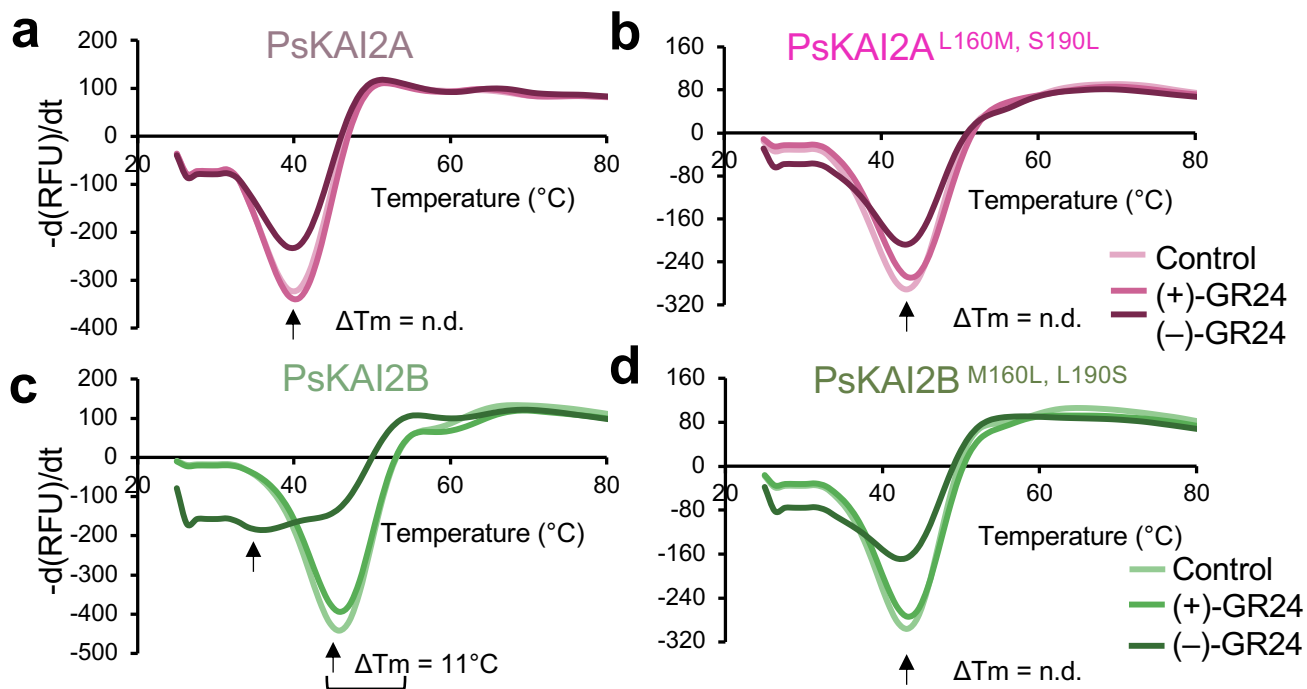 a
PsKAI2A
-d(RFU)/dt
200
100
0
-100
-200
-300
-400
20 40 60 80
Temperature (°C)
ΔTm = n.d.
b
PsKAI2A L160M, S190L
160
80
0
-80
-160
-240
-320
20 40 60 80
Temperature (°C)
ΔTm = n.d.
Control
(+)-GR24
(–)-GR24
c
PsKAI2B
-d(RFU)/dt
200
100
0
-100
-200
-300
-400
-500
20 40 60 80
Temperature (°C)
ΔTm = 11°C
d
PsKAI2B M160L, L190S
160
80
0
-80
-160
-240
-320
20 40 60 80
Temperature (°C)
ΔTm = n.d.
Control
(+)-GR24
(–)-GR24